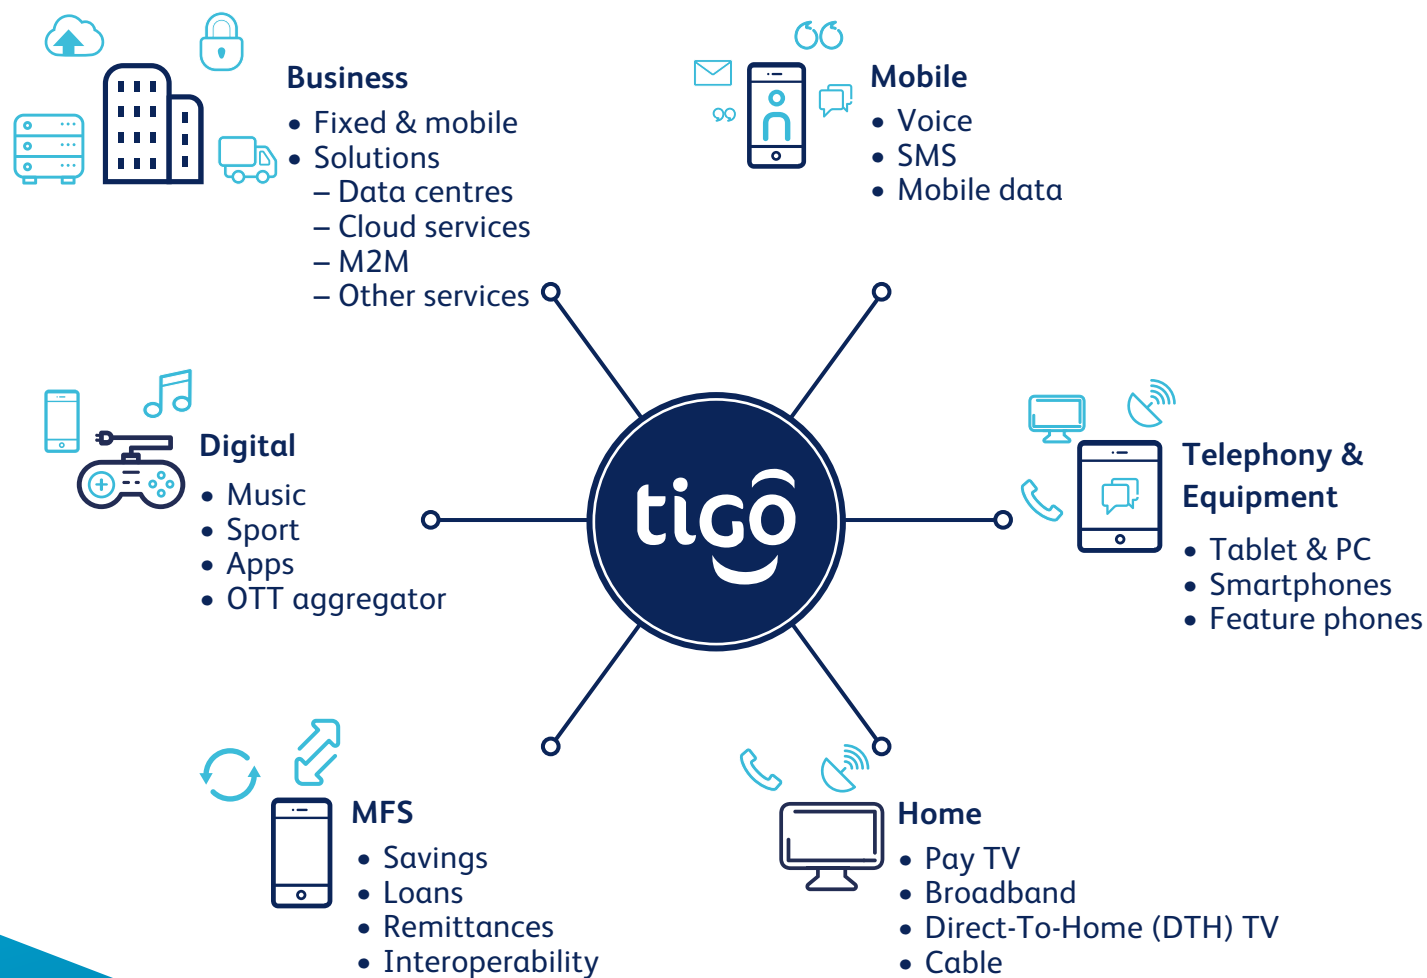 Business
• Fixed & mobile
• Solutions
– Data centres
– Cloud services
– M2M
– Other services
Mobile
• Voice
• SMS
• Mobile data
Digital
• Music
• Sport
• Apps
• OTT aggregator
tigo
Telephony &
Equipment
• Tablet & PC
• Smartphones
• Feature phones
MFS
• Savings
• Loans
• Remittances
• Interoperability
Home
• Pay TV
• Broadband
• Direct-To-Home (DTH) TV
• Cable